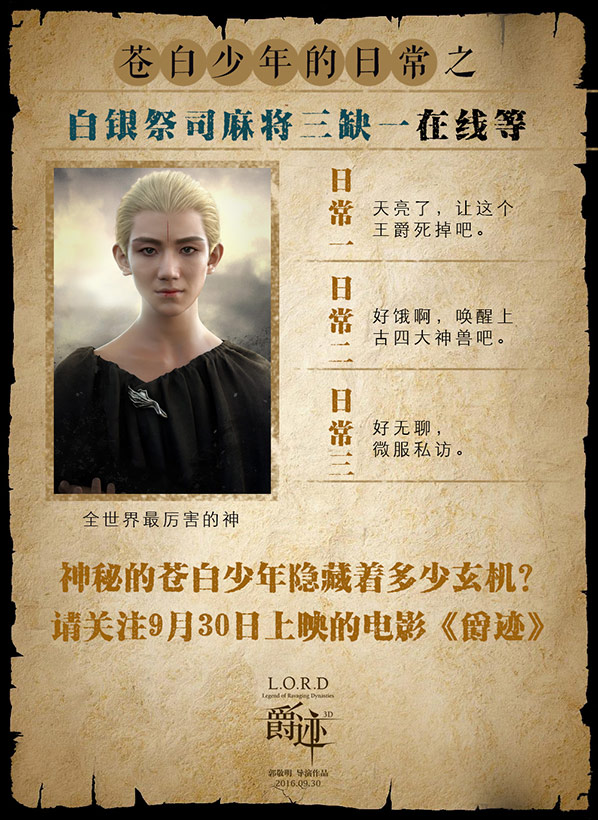 苍白少年的日常之
白银祭司麻将三缺一在线等
日常一
天亮了，让这个
王爵死掉吧。
日常二
好饿啊，唤醒上
古四大神兽吧。
日常三
好无聊，
微服私访。
全世界最厉害的神
神秘的苍白少年隐藏着多少玄机？
请关注9月30日上映的电影《爵迹》
L.O.R.D
Legend of Ravaging Dynasties
爵迹 3D
郭敬明 导演作品
2016.09.30